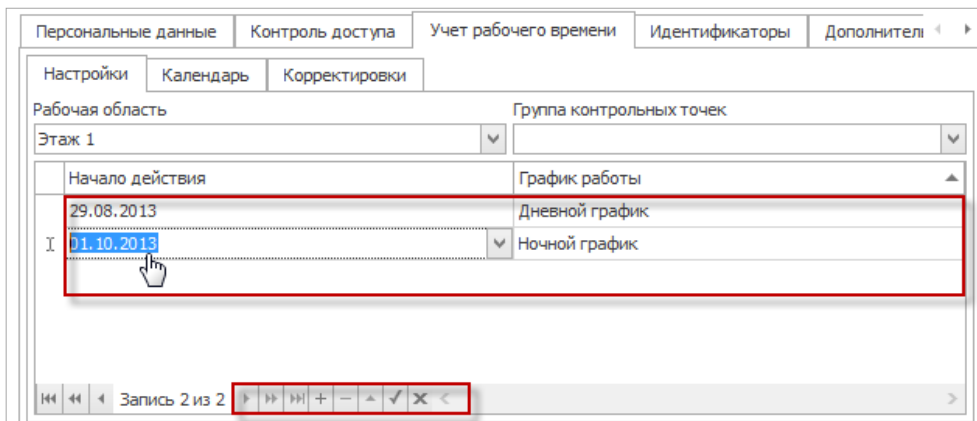 Персональные данные Контроль доступа Учет рабочего времени Идентификаторы Дополнител
Настройки Календарь Корректировки
Рабочая область Группа контрольных точек
Этаж 1
Начало действия График работы
29.08.2013 Дневной график
01.10.2013 Ночной график
Запись 2 из 2